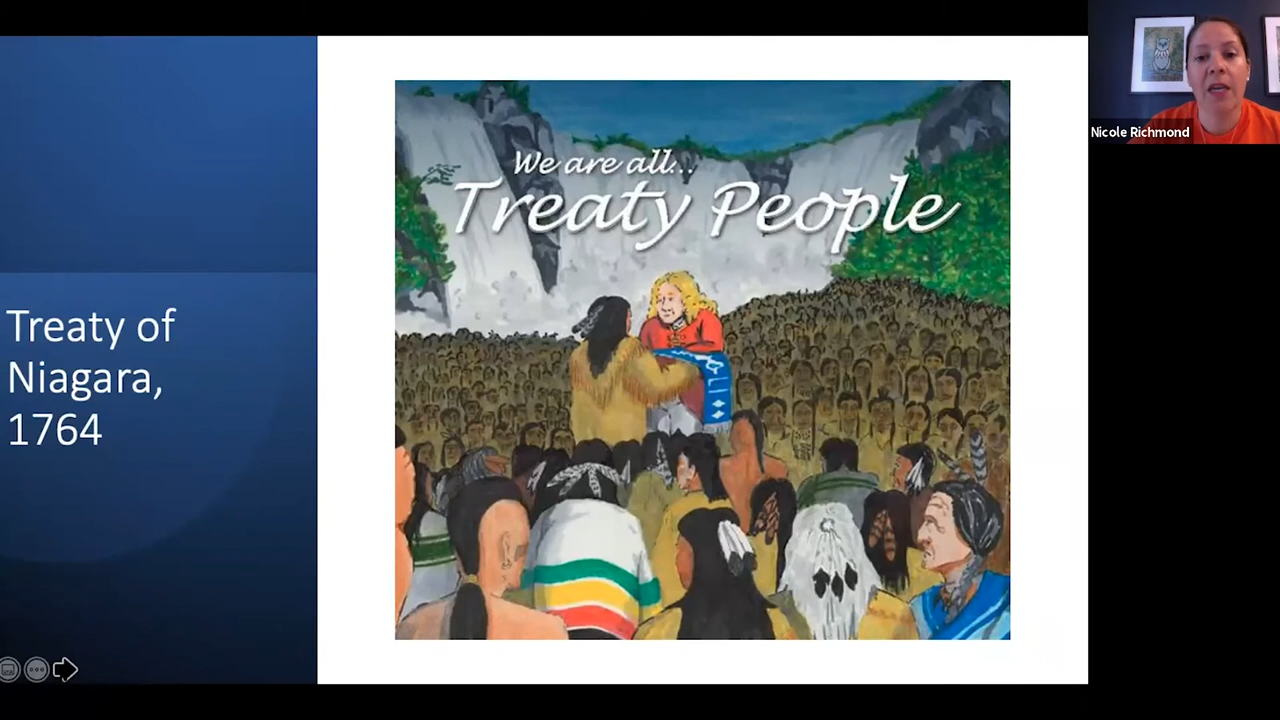 Treaty of
Niagara,
1764
We are all...
Treaty People
Nicole Richmond